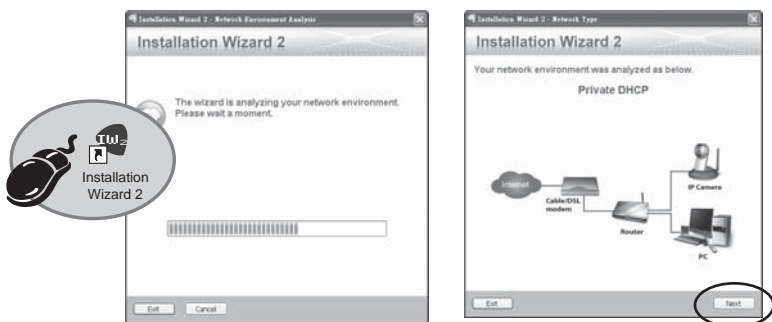 Installation Wizard 2 - Network Environment Analysis
Installation Wizard 2
The wizard is analyzing your network environment.
Please wait a moment.
IW2
Installation
Wizard 2
Exit
Cancel
Installation Wizard 2 - Network Type
Installation Wizard 2
Your network environment was analyzed as below.
Private DHCP
Internet
Cable/DSL
modem
Router
IP Camera
PC
Exit
Next